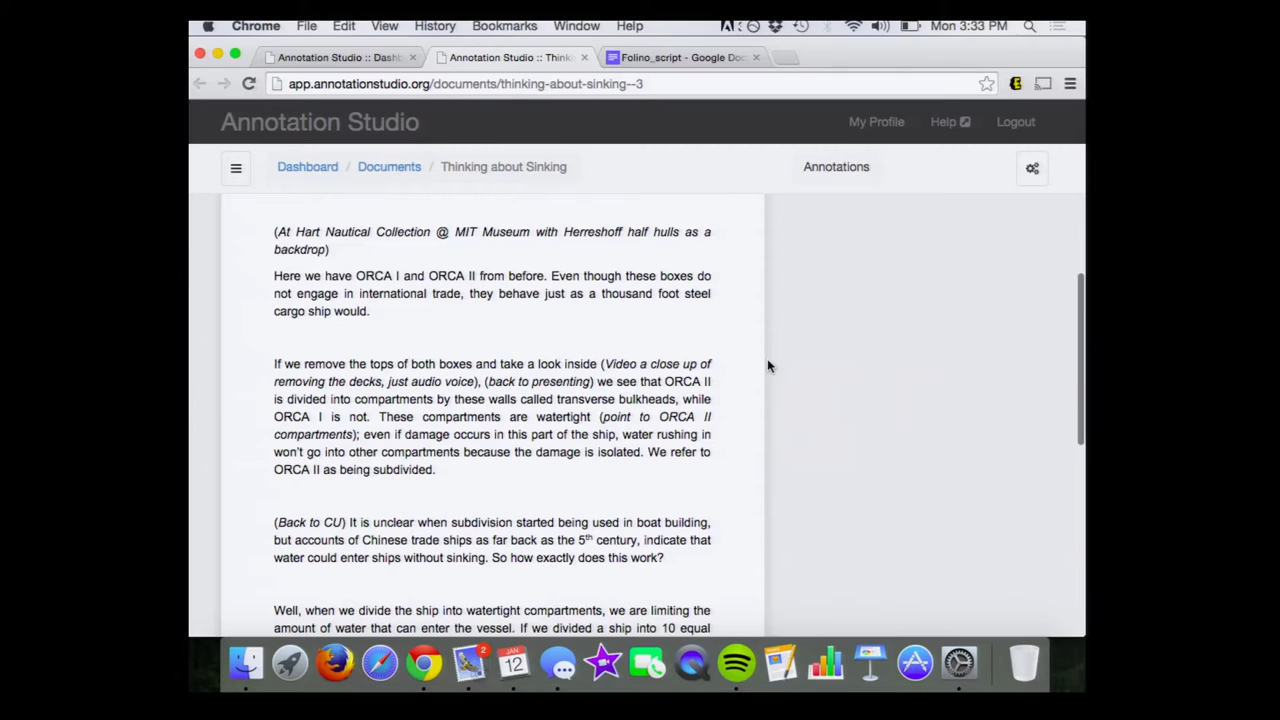 Chrome File Edit View History Bookmarks Window Help Mon 3:33 PM
Annotation Studio :: Dashb Annotation Studio :: Think Folino_script - Google Doc
app.annotationstudio.org/documents/thinking-about-sinking--3
Annotation Studio My Profile Help Logout
Dashboard / Documents / Thinking about Sinking Annotations
(At Hart Nautical Collection @ MIT Museum with Herreshoff half hulls as a
backdrop)
Here we have ORCA I and ORCA II from before. Even though these boxes do
not engage in international trade, they behave just as a thousand foot steel
cargo ship would.
If we remove the tops of both boxes and take a look inside (Video a close up of
removing the decks, just audio voice), (back to presenting) we see that ORCA II
is divided into compartments by these walls called transverse bulkheads, while
ORCA I is not. These compartments are watertight (point to ORCA II
compartments); even if damage occurs in this part of the ship, water rushing in
won't go into other compartments because the damage is isolated. We refer to
ORCA II as being subdivided.
(Back to CU) It is unclear when subdivision started being used in boat building,
but accounts of Chinese trade ships as far back as the 5th century, indicate that
water could enter ships without sinking. So how exactly does this work?
Well, when we divide the ship into watertight compartments, we are limiting the
amount of water that can enter the vessel. If we divided a ship into 10 equal
2
JAN
12